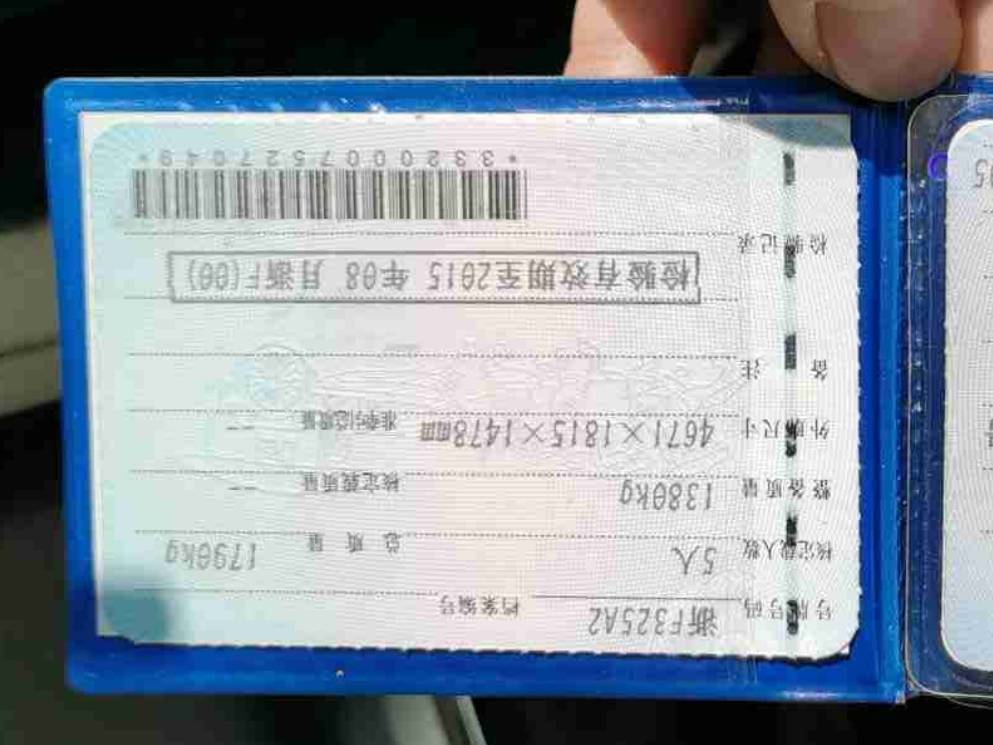 号牌号码 浙F325A2 档案编号
核定载人数 5人 总质量 1790kg
整备质量 1380kg 核定载质量 --
外廓尺寸 4671×1815×1478mm 准牵引总质量 --
备注
检验记录
检验有效期至2015年08月浙F(00)
*3320007527049*